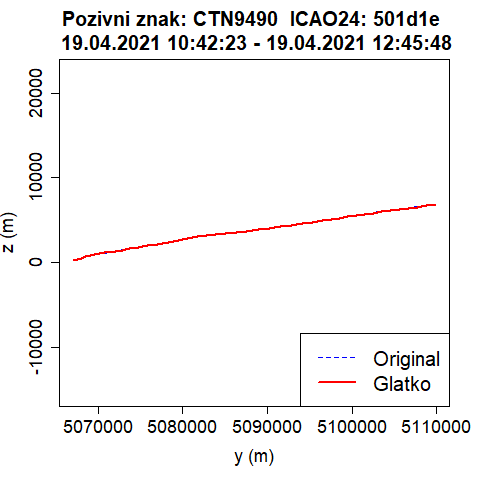 Pozivni znak: CTN9490 ICAO24: 501d1e
19.04.2021 10:42:23 - 19.04.2021 12:45:48
z (m)
20000
10000
0
-10000
Original
Glatko
5070000 5080000 5090000 5100000 5110000
y (m)